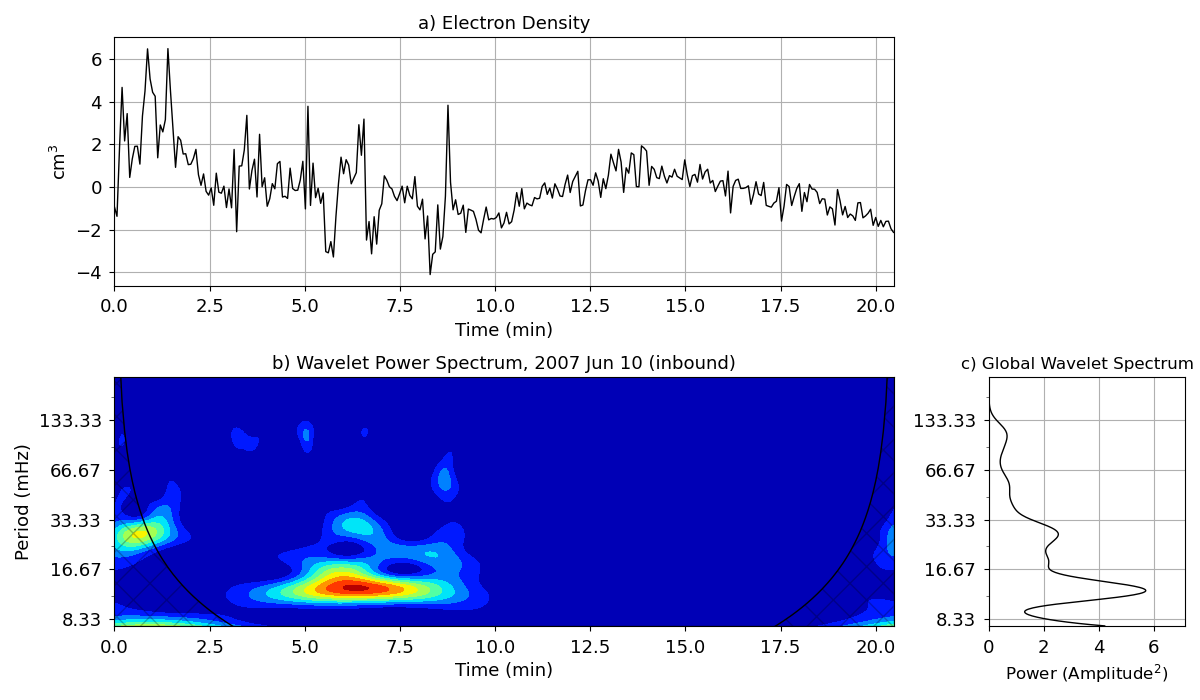 a) Electron Density
cm³
6
4
2
0
−2
−4
0.0 2.5 5.0 7.5 10.0 12.5 15.0 17.5 20.0
Time (min)
b) Wavelet Power Spectrum, 2007 Jun 10 (inbound)
Period (mHz)
133.33
66.67
33.33
16.67
8.33
0.0 2.5 5.0 7.5 10.0 12.5 15.0 17.5 20.0
Time (min)
c) Global Wavelet Spectrum
133.33
66.67
33.33
16.67
8.33
0 2 4 6
Power (Amplitude²)